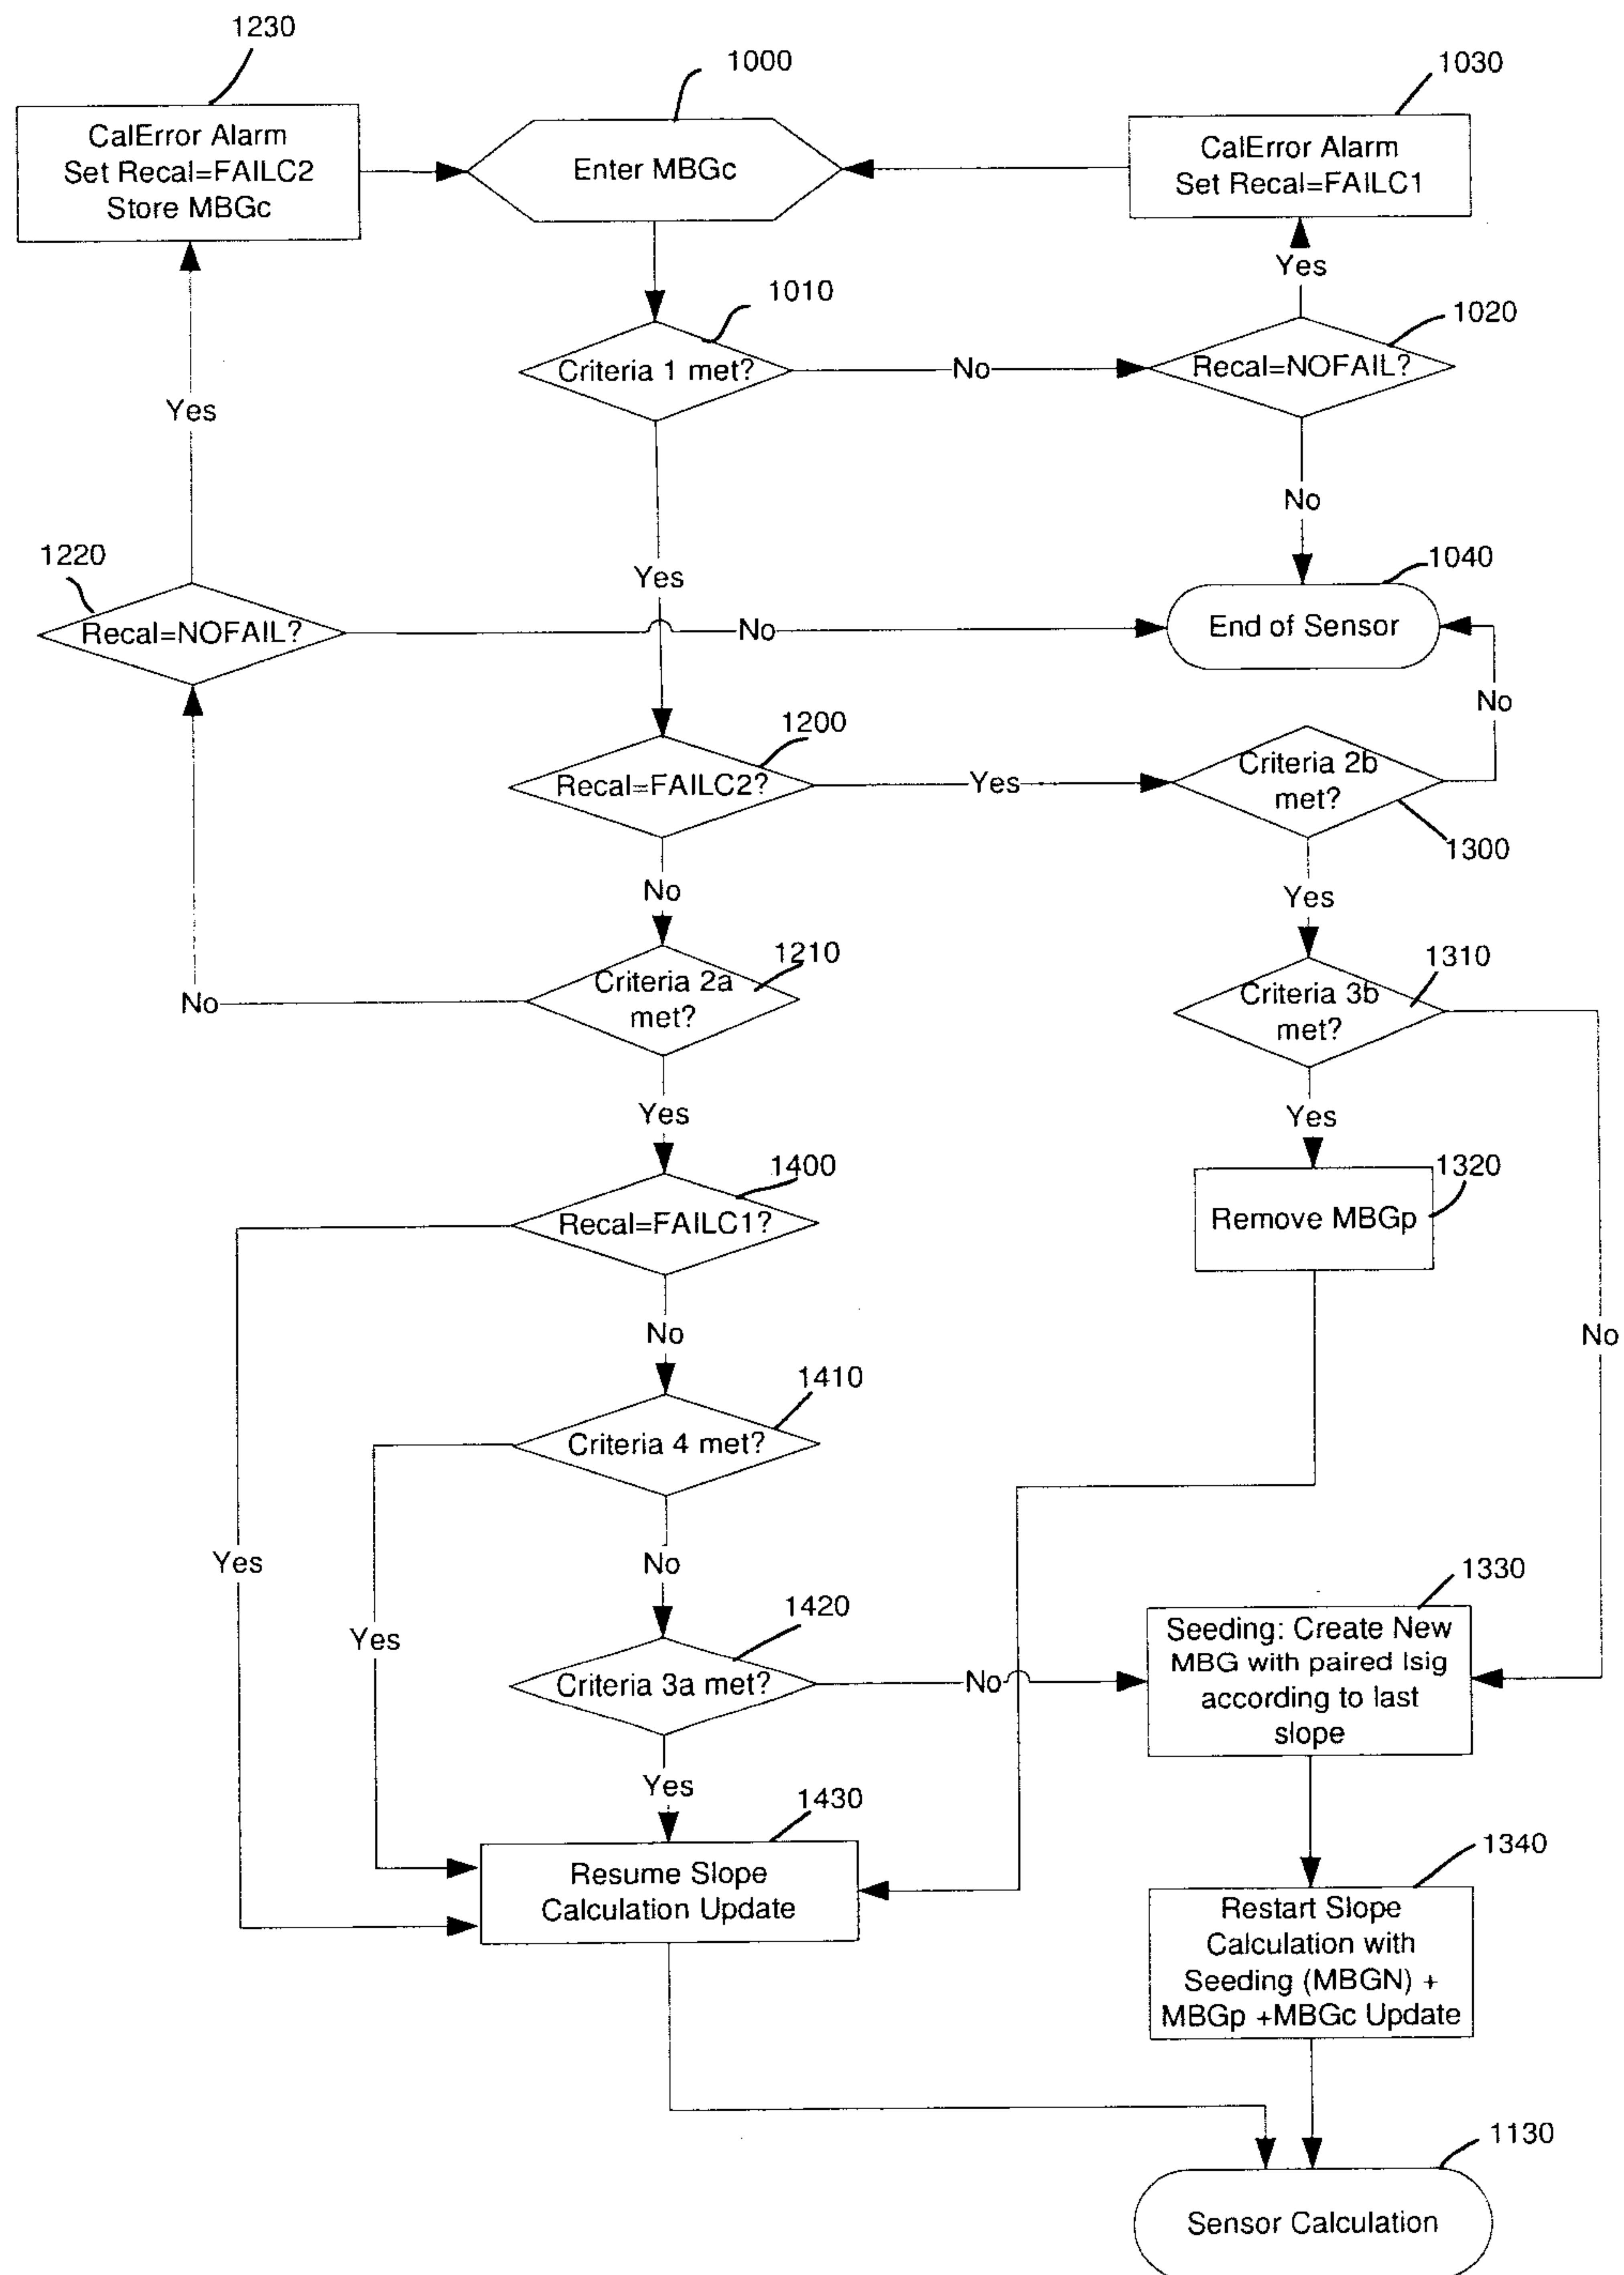 1230
1000
1030
CalError Alarm
Set Recal=FAILC2
Store MBGc
Enter MBGc
CalError Alarm
Set Recal=FAILC1
Yes
1010
1020
Criteria 1 met?
No
Recal=NOFAIL?
Yes
No
1220
Yes
1040
Recal=NOFAIL?
No
End of Sensor
No
1200
Recal=FAILC2?
Yes
Criteria 2b
met?
1300
No
Yes
1210
Criteria 2a
met?
No
1310
Criteria 3b
met?
Yes
Yes
1400
Recal=FAILC1?
1320
Remove MBGp
No
No
1410
Criteria 4 met?
Yes
No
1420
Yes
Criteria 3a met?
No
1330
Seeding: Create New
MBG with paired Isig
according to last
slope
Yes
1430
Resume Slope
Calculation Update
1340
Restart Slope
Calculation with
Seeding (MBGN) +
MBGp +MBGc Update
1130
Sensor Calculation